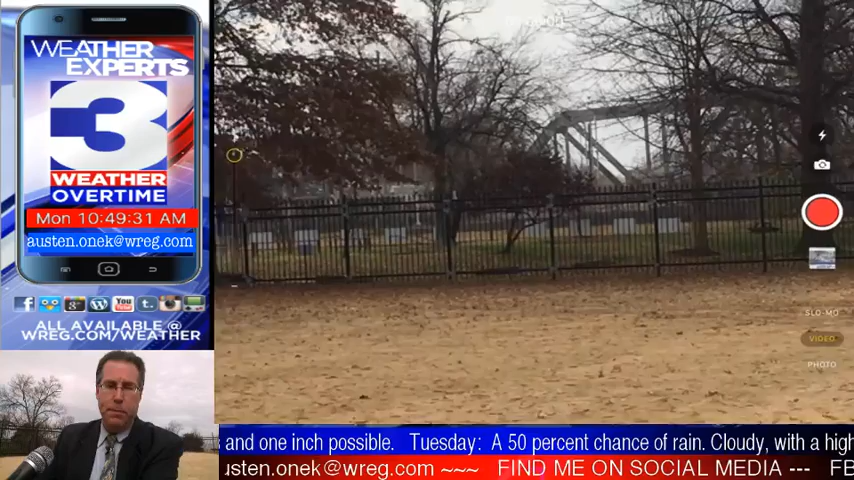 WEATHER
EXPERTS
3
WEATHER
OVERTIME
Mon 10:49:31 AM
austen.onek@wreg.com
ALL AVAILABLE @
WREG.COM/WEATHER
SLO-MO
VIDEO
PHOTO
and one inch possible. Tuesday: A 50 percent chance of rain. Cloudy, with a high
usten.onek@wreg.com ~~~ FIND ME ON SOCIAL MEDIA --- FB